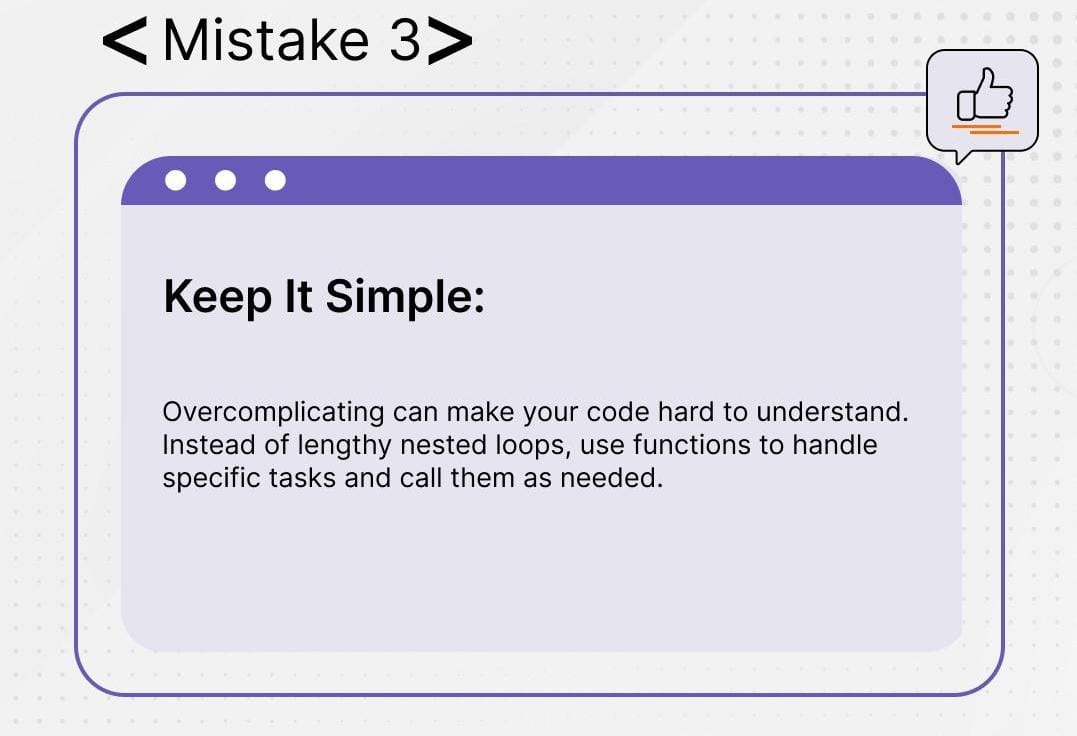 < Mistake 3 >
Keep It Simple:
Overcomplicating can make your code hard to understand.
Instead of lengthy nested loops, use functions to handle
specific tasks and call them as needed.